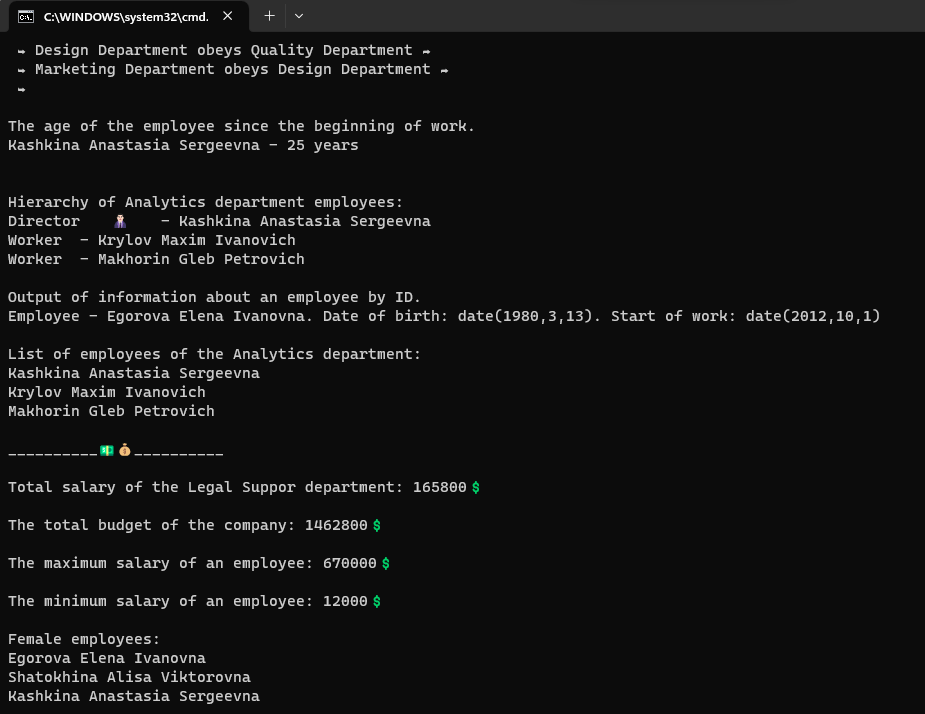 C:\WINDOWS\system32\cmd.
➡ Design Department obeys Quality Department ➡
➡ Marketing Department obeys Design Department ➡
➡
The age of the employee since the beginning of work.
Kashkina Anastasia Sergeevna - 25 years
Hierarchy of Analytics department employees:
Director - Kashkina Anastasia Sergeevna
Worker - Krylov Maxim Ivanovich
Worker - Makhorin Gleb Petrovich
Output of information about an employee by ID.
Employee - Egorova Elena Ivanovna. Date of birth: date(1980,3,13). Start of work: date(2012,10,1)
List of employees of the Analytics department:
Kashkina Anastasia Sergeevna
Krylov Maxim Ivanovich
Makhorin Gleb Petrovich
__________💵💰__________
Total salary of the Legal Suppor department: 165800 $
The total budget of the company: 1462800 $
The maximum salary of an employee: 670000 $
The minimum salary of an employee: 12000 $
Female employees:
Egorova Elena Ivanovna
Shatokhina Alisa Viktorovna
Kashkina Anastasia Sergeevna